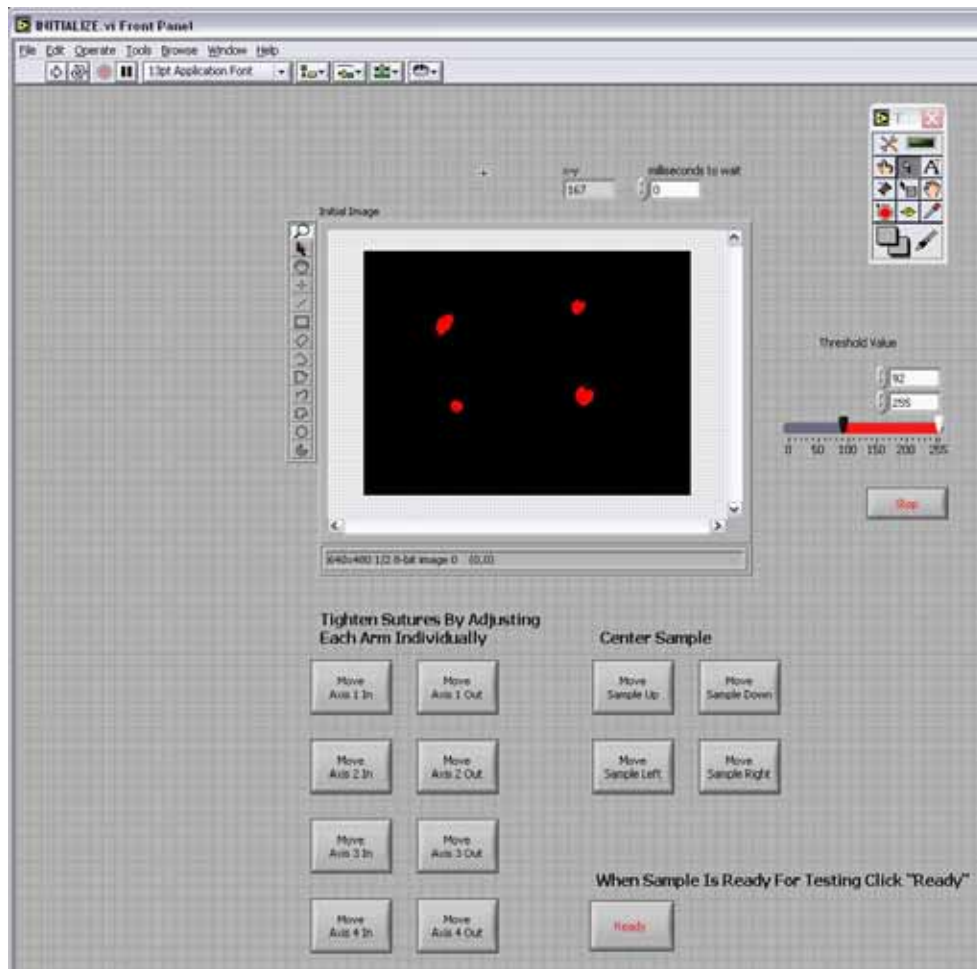 INITIALIZE.vi Front Panel
File Edit Operate Tools Browse Window Help
13pt Application Font
x-y
milliseconds to wait
167
0
Initial Image
Threshold Value
92
255
0 50 100 150 200 255
Stop
640x480 1/2 8-bit image 0 (0,0)
Tighten Sutures By Adjusting
Each Arm Individually
Center Sample
Move
Axis 1 In
Move
Axis 1 Out
Move
Sample Up
Move
Sample Down
Move
Axis 2 In
Move
Axis 2 Out
Move
Sample Left
Move
Sample Right
Move
Axis 3 In
Move
Axis 3 Out
When Sample Is Ready For Testing Click "Ready"
Move
Axis 4 In
Move
Axis 4 Out
Ready